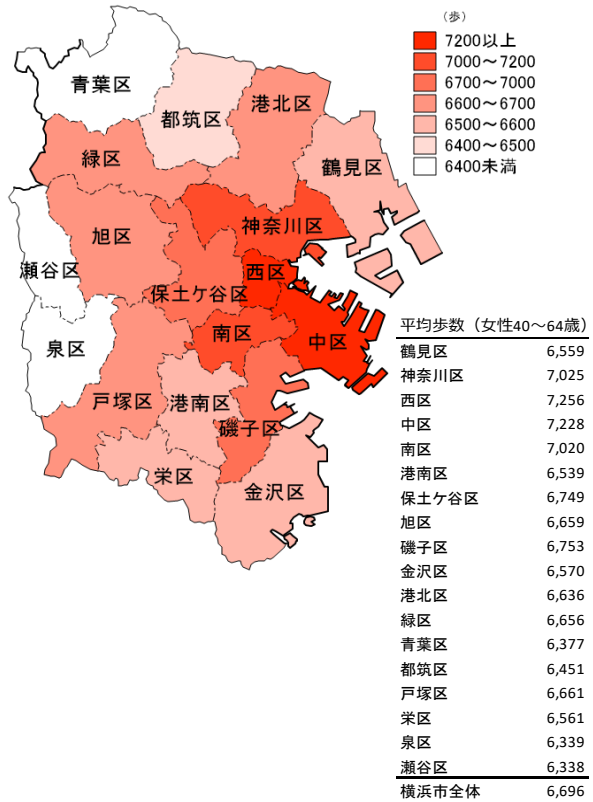 (歩)
7200以上
7000～7200
6700～7000
6600～6700
6500～6600
6400～6500
6400未満
青葉区
都筑区
港北区
緑区
鶴見区
旭区
神奈川区
瀬谷区
西区
保土ケ谷区
泉区
南区
中区
戸塚区
港南区
磯子区
栄区
金沢区
平均歩数（女性40～64歳）
鶴見区 6,559
神奈川区 7,025
西区 7,256
中区 7,228
南区 7,020
港南区 6,539
保土ケ谷区 6,749
旭区 6,659
磯子区 6,753
金沢区 6,570
港北区 6,636
緑区 6,656
青葉区 6,377
都筑区 6,451
戸塚区 6,661
栄区 6,561
泉区 6,339
瀬谷区 6,338
横浜市全体 6,696